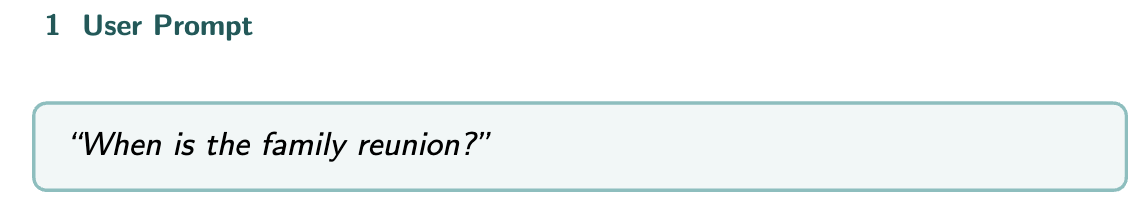 1 User Prompt
“When is the family reunion?”